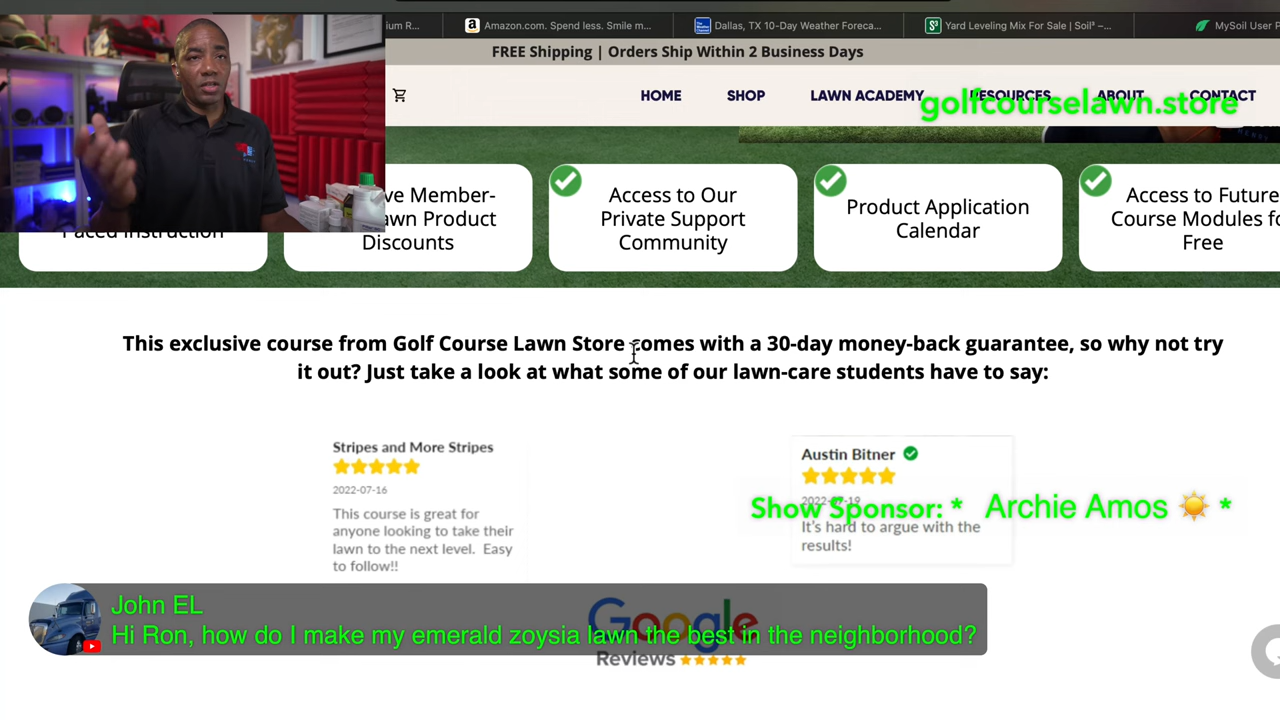 ium R...
Amazon.com. Spend less. Smile m...
Dallas, TX 10-Day Weather Foreca...
Yard Leveling Mix For Sale | Soil³ –...
MySoil User P
FREE Shipping | Orders Ship Within 2 Business Days
HOME
SHOP
LAWN ACADEMY
RESOURCES
ABOUT
CONTACT
golfcourselawn.store
Paced Instruction
ve Member-
awn Product
Discounts
Access to Our
Private Support
Community
Product Application
Calendar
Access to Future
Course Modules fo
Free
This exclusive course from Golf Course Lawn Store comes with a 30-day money-back guarantee, so why not try
it out? Just take a look at what some of our lawn-care students have to say:
Stripes and More Stripes
2022-07-16
This course is great for
anyone looking to take their
lawn to the next level. Easy
to follow!!
Austin Bitner
2022-07-19
It's hard to argue with the
results!
Show Sponsor: * Archie Amos ☀️ *
John EL
Hi Ron, how do I make my emerald zoysia lawn the best in the neighborhood?
Google
Reviews